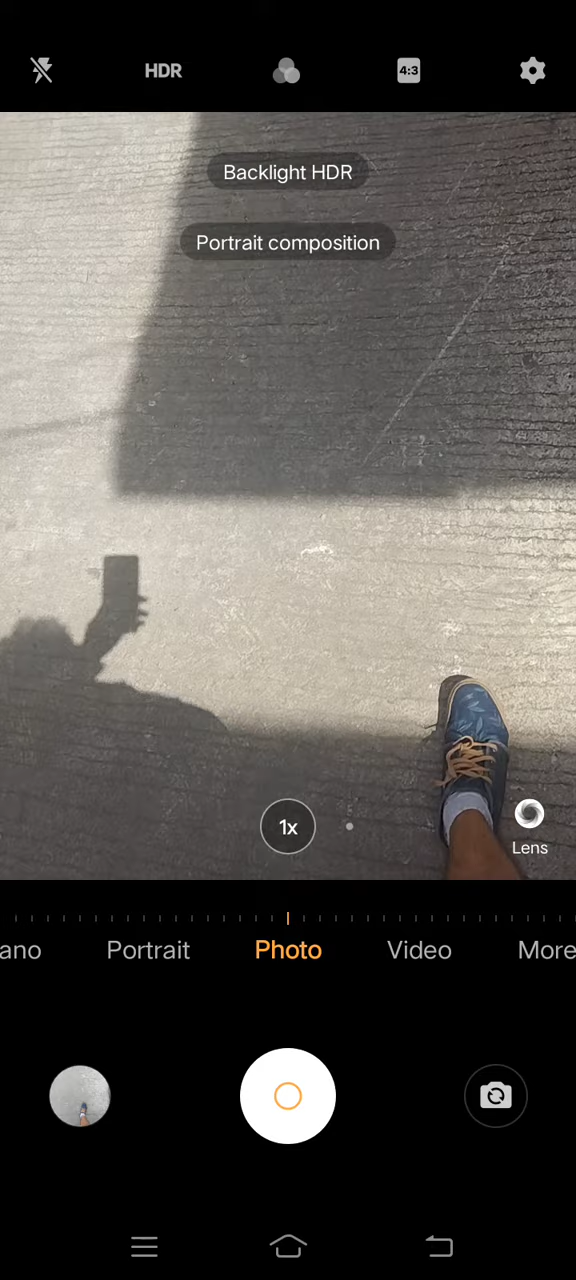 HDR
4:3
Backlight HDR
Portrait composition
1x
Lens
ano
Portrait
Photo
Video
More